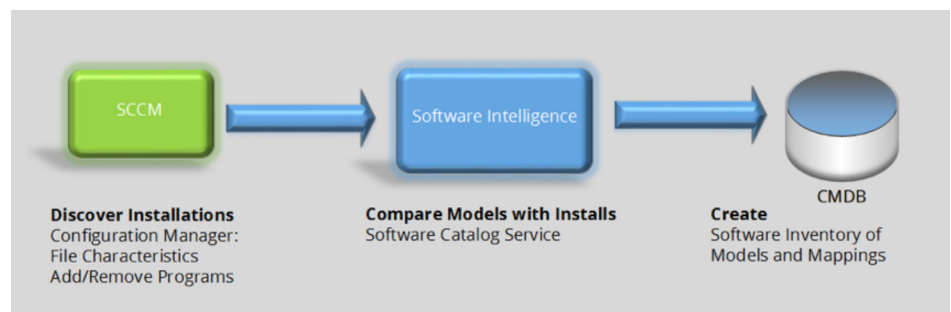 SCCM
Software Intelligence
CMDB
Discover Installations
Configuration Manager:
File Characteristics
Add/Remove Programs
Compare Models with Installs
Software Catalog Service
Create
Software Inventory of
Models and Mappings